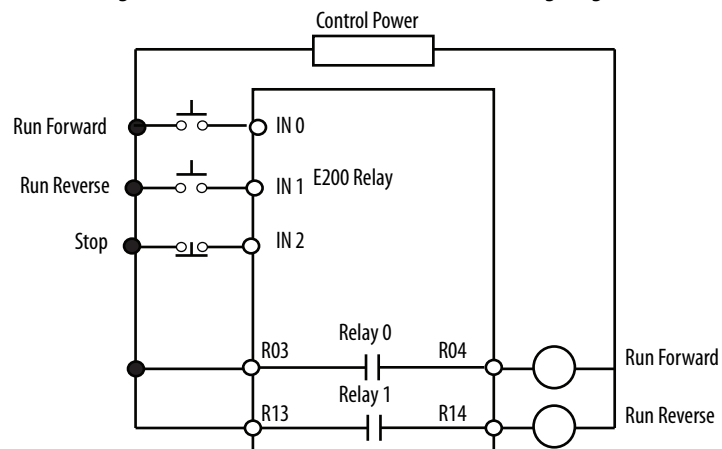 Control Power
Run Forward
IN 0
Run Reverse
IN 1
E200 Relay
Stop
IN 2
Relay 0
R03
R04
Run Forward
Relay 1
R13
R14
Run Reverse